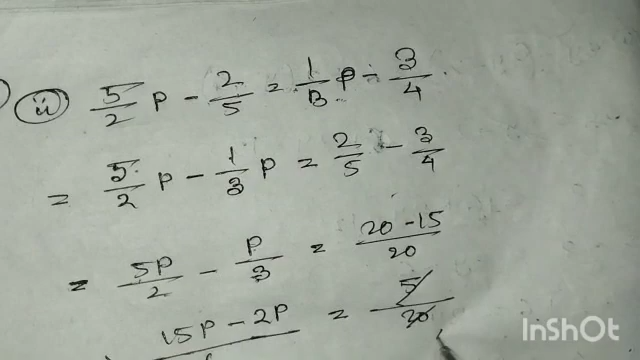 ii) 5/2 P - 2/5 = 1/3 P - 3/4
= 5/2 P - 1/3 P = 2/5 - 3/4
= 5P/2 - P/3 = 20-15/20
15P-2P = 5/20
InShOt